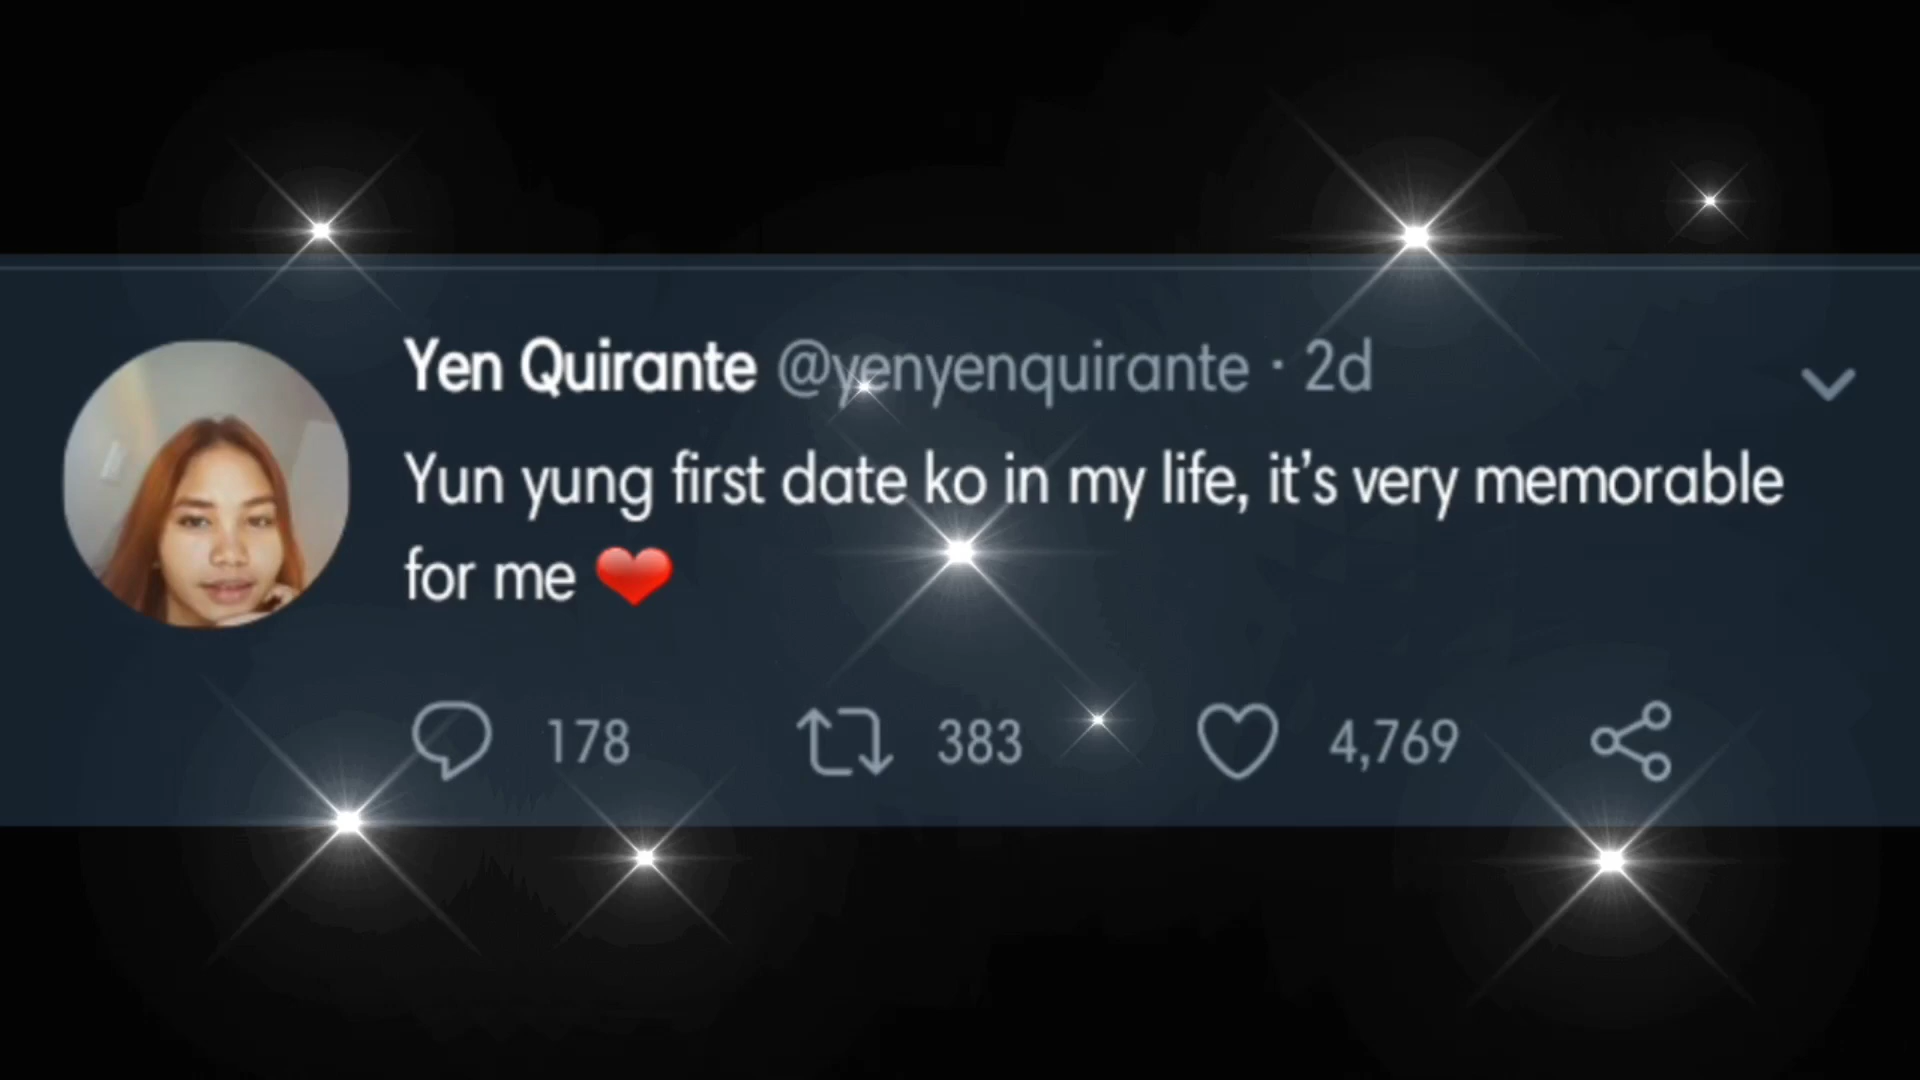 Yen Quirante @yenyenquirante · 2d
Yun yung first date ko in my life, it’s very memorable
for me ❤️
178 383 4,769